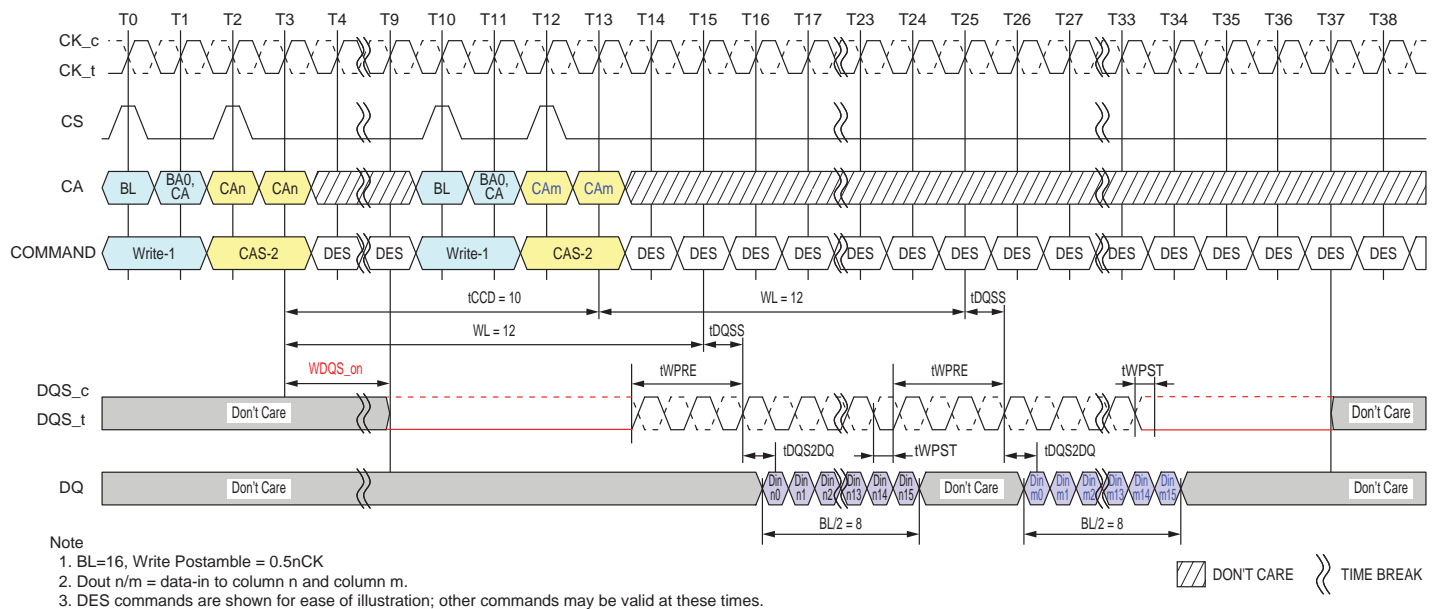 T0 T1 T2 T3 T4 T9 T10 T11 T12 T13 T14 T15 T16 T17 T23 T24 T25 T26 T27 T33 T34 T35 T36 T37 T38
CK_c
CK_t
CS
CA BL BA0, CA CAn CAn BL BA0, CA CAm CAm
COMMAND Write-1 CAS-2 DES DES Write-1 CAS-2 DES DES DES DES DES DES DES DES DES DES DES DES DES DES DES
tCCD = 10 WL = 12 tDQSS
WL = 12 tDQSS
WDQS_on tWPRE tWPRE tWPST
DQS_c
DQS_t
Don't Care Don't Care
tDQS2DQ tWPST tDQS2DQ
DQ Don't Care Din n0 Din n1 Din n2 Din n13 Din n14 Din n15 Don't Care Din m0 Din m1 Din m2 Din m13 Din m14 Din m15 Don't Care
BL/2 = 8 BL/2 = 8
Note
1. BL=16, Write Postamble = 0.5nCK
2. Dout n/m = data-in to column n and column m.
3. DES commands are shown for ease of illustration; other commands may be valid at these times.
DON'T CARE TIME BREAK